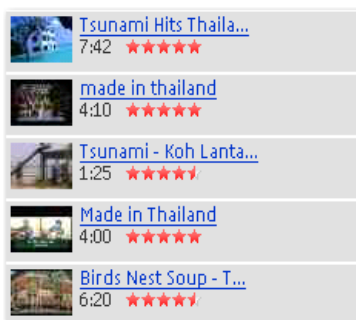 Tsunami Hits Thaila...
7:42
made in thailand
4:10
Tsunami - Koh Lanta...
1:25
Made in Thailand
4:00
Birds Nest Soup - T...
6:20